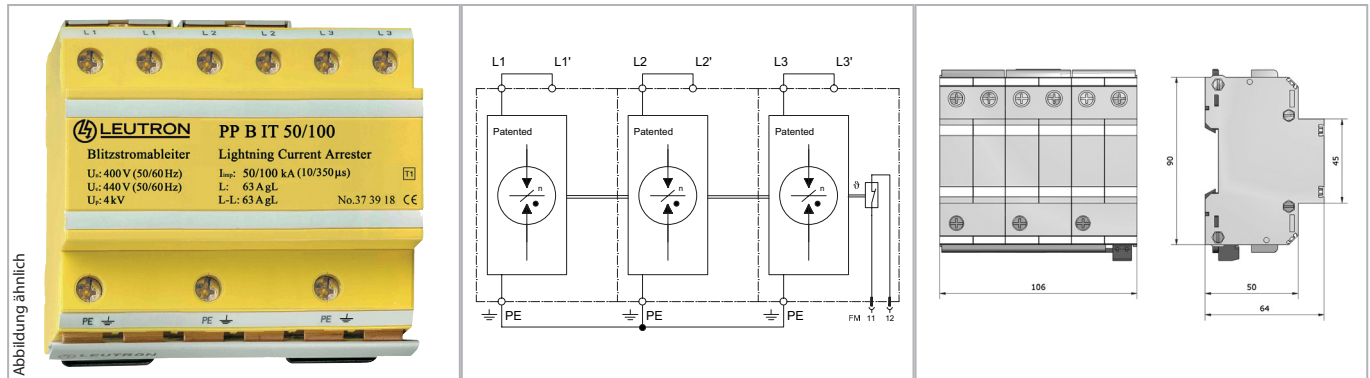 L1 L1 L2 L2 L3 L3
LEUTRON
PP B IT 50/100
Blitzstromableiter
Lightning Current Arrester
Uₙ: 400 V (50/60 Hz)
U꜀: 440 V (50/60 Hz)
Uₚ: 4 kV
Iᵢₘₚ: 50/100 kA (10/350 µs)
L: 63 A gL
L-L: 63 A gL
T1
No.37 39 18 CE
PE PE PE
LEUTRON
Abbildung ähnlich
L1 L1' L2 L2' L3 L3'
Patented Patented Patented
n n n ϑ
PE PE PE
FM 11 12
90
45
106
50
64